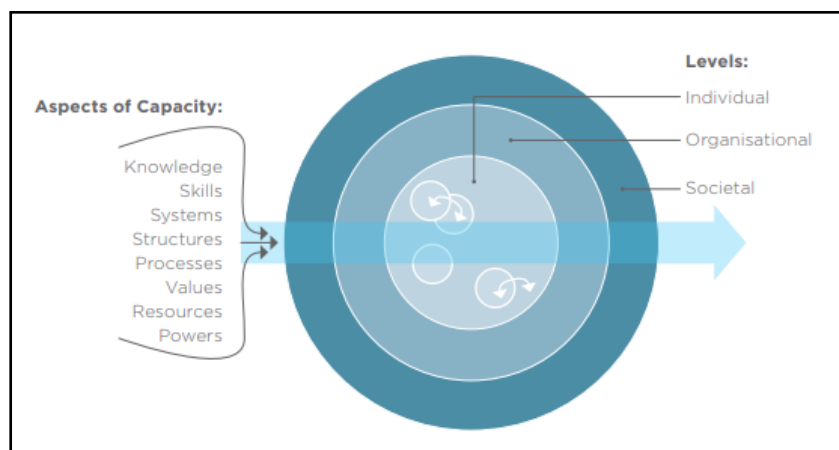 Aspects of Capacity:
Knowledge
Skills
Systems
Structures
Processes
Values
Resources
Powers
Levels:
Individual
Organisational
Societal